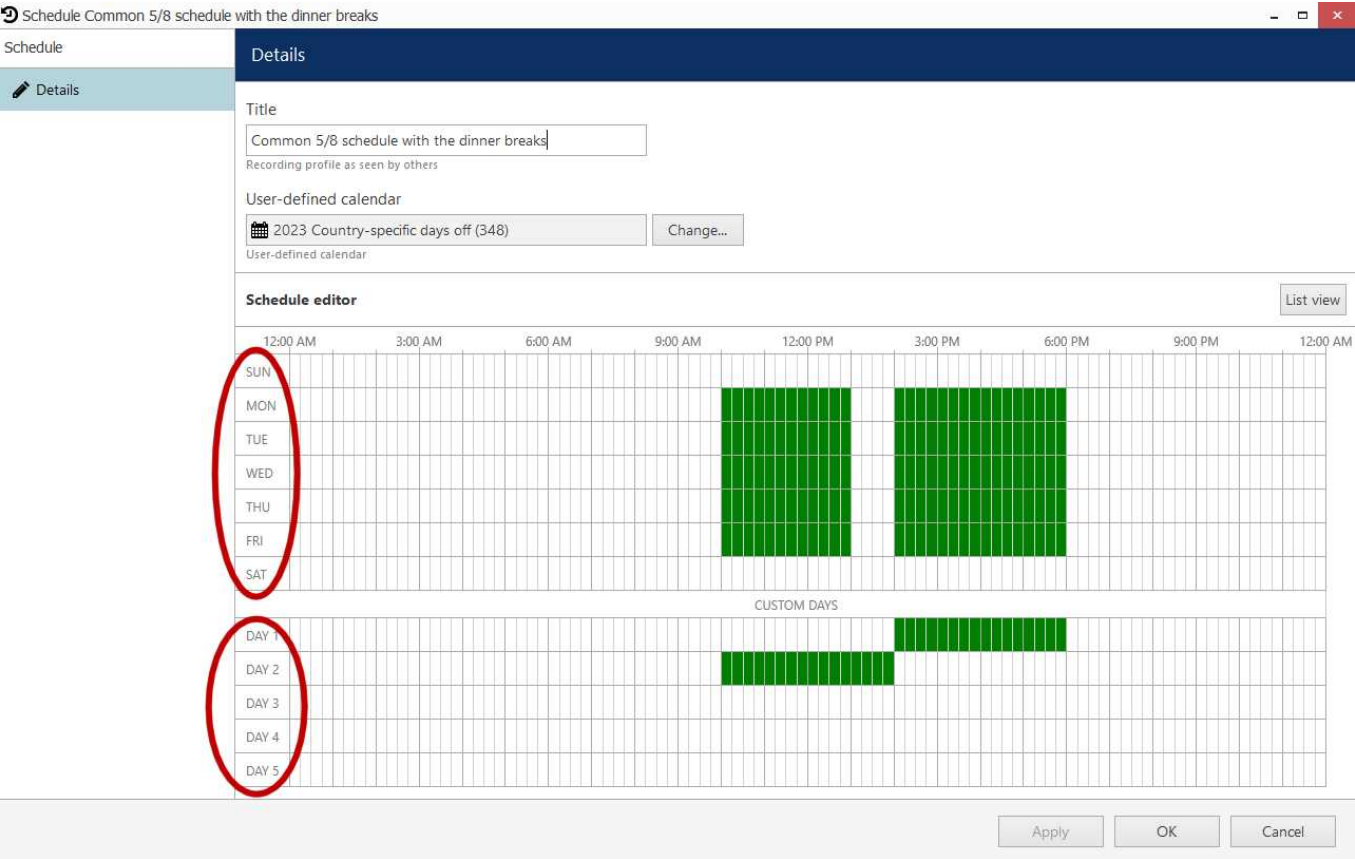 Schedule Common 5/8 schedule with the dinner breaks
Schedule
Details
Details
Title
Common 5/8 schedule with the dinner breaks
Recording profile as seen by others
User-defined calendar
2023 Country-specific days off (348)
Change...
User-defined calendar
Schedule editor
List view
12:00 AM 3:00 AM 6:00 AM 9:00 AM 12:00 PM 3:00 PM 6:00 PM 9:00 PM 12:00 AM
SUN
MON
TUE
WED
THU
FRI
SAT
CUSTOM DAYS
DAY 1
DAY 2
DAY 3
DAY 4
DAY 5
Apply OK Cancel